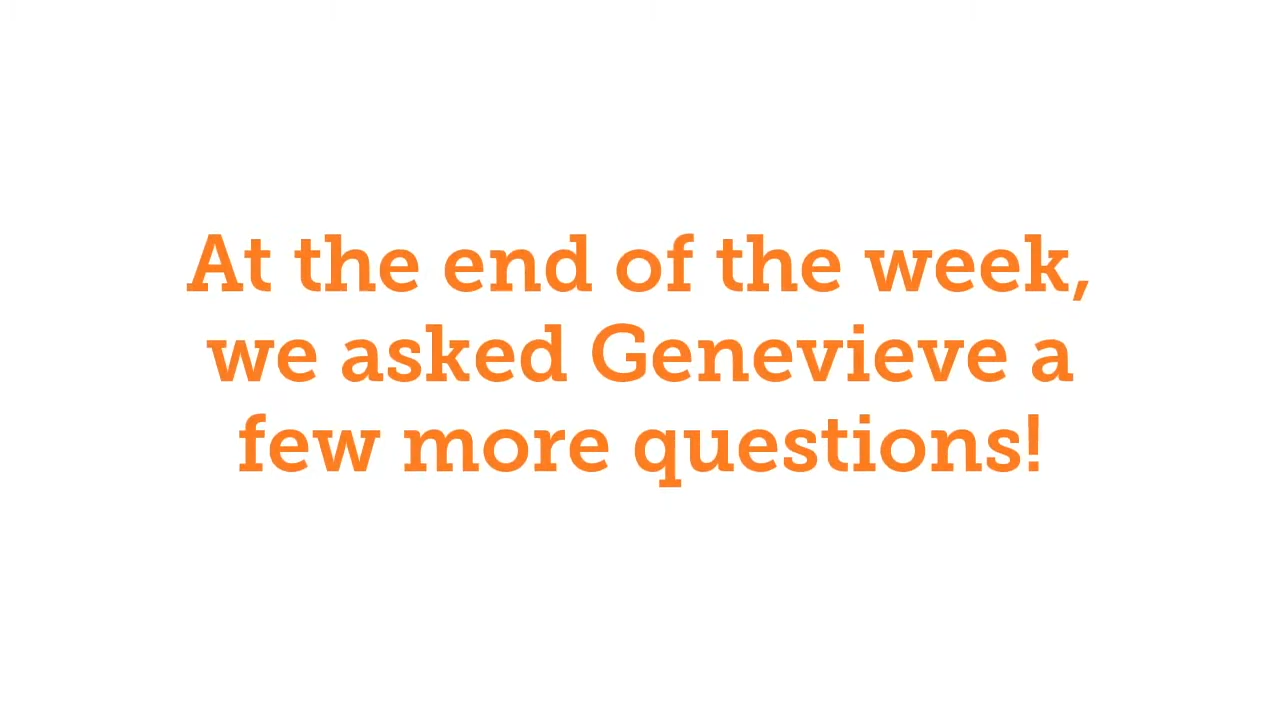 At the end of the week,
we asked Genevieve a
few more questions!